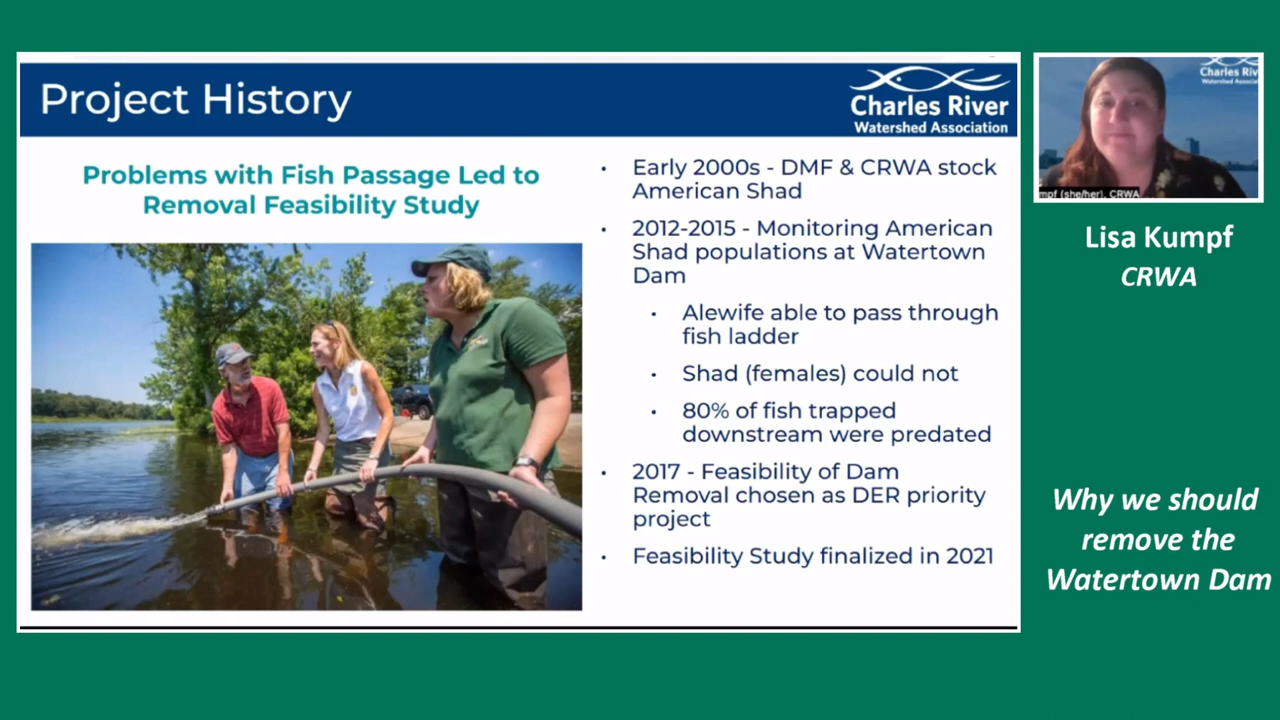 Project History
Charles River
Watershed Association
Problems with Fish Passage Led to
Removal Feasibility Study
• Early 2000s - DMF & CRWA stock
American Shad
• 2012-2015 - Monitoring American
Shad populations at Watertown
Dam
• Alewife able to pass through
fish ladder
• Shad (females) could not
• 80% of fish trapped
downstream were predated
• 2017 - Feasibility of Dam
Removal chosen as DER priority
project
• Feasibility Study finalized in 2021
Charles Riv
Watershed Associat
mpf (she/her), CRWA
Lisa Kumpf
CRWA
Why we should
remove the
Watertown Dam